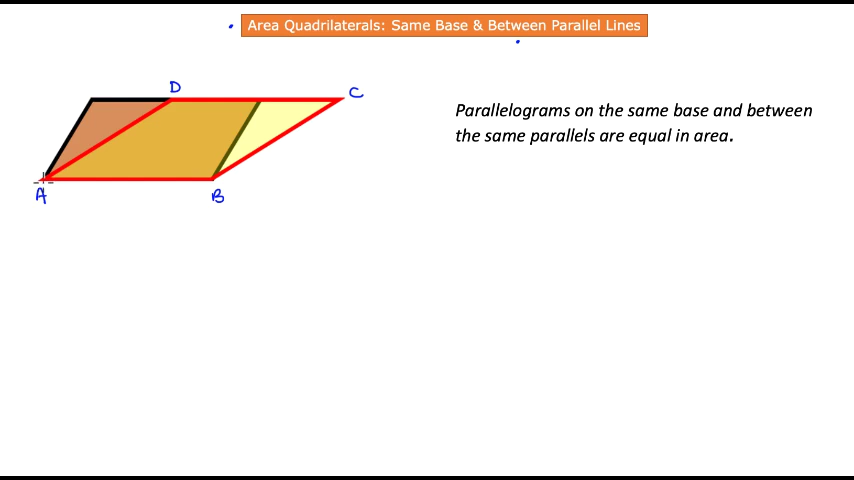 Area Quadrilaterals: Same Base & Between Parallel Lines
D
C
Parallelograms on the same base and between
the same parallels are equal in area.
A
B